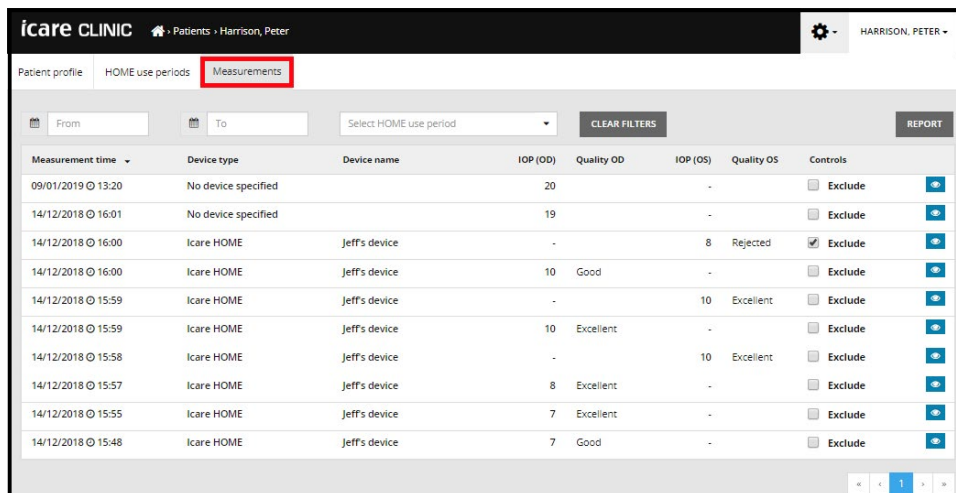 icare CLINIC › Patients › Harrison, Peter HARRISON, PETER
Patient profile HOME use periods Measurements
From To Select HOME use period CLEAR FILTERS REPORT
Measurement time Device type Device name IOP (OD) Quality OD IOP (OS) Quality OS Controls
09/01/2019 13:20 No device specified 20 - Exclude
14/12/2018 16:01 No device specified 19 - Exclude
14/12/2018 16:00 Icare HOME Jeff's device - 8 Rejected Exclude
14/12/2018 16:00 Icare HOME Jeff's device 10 Good - Exclude
14/12/2018 15:59 Icare HOME Jeff's device - 10 Excellent Exclude
14/12/2018 15:59 Icare HOME Jeff's device 10 Excellent - Exclude
14/12/2018 15:58 Icare HOME Jeff's device - 10 Excellent Exclude
14/12/2018 15:57 Icare HOME Jeff's device 8 Excellent - Exclude
14/12/2018 15:55 Icare HOME Jeff's device 7 Excellent - Exclude
14/12/2018 15:48 Icare HOME Jeff's device 7 Good - Exclude
« ‹ 1 › »